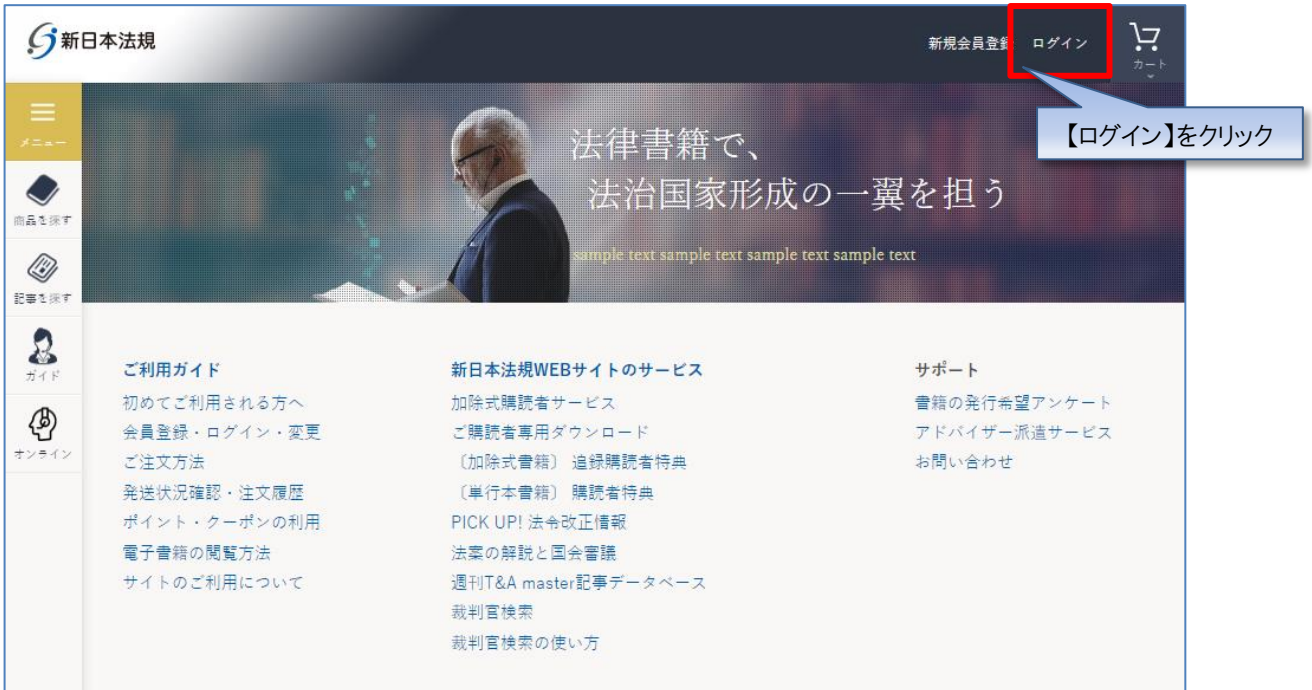 新日本法規
新規会員登録
ログイン
カート
【ログイン】をクリック
メニュー
商品を探す
記事を探す
ガイド
オンライン
法律書籍で、
法治国家形成の一翼を担う
sample text sample text sample text sample text
ご利用ガイド
初めてご利用される方へ
会員登録・ログイン・変更
ご注文方法
発送状況確認・注文履歴
ポイント・クーポンの利用
電子書籍の閲覧方法
サイトのご利用について
新日本法規WEBサイトのサービス
加除式購読者サービス
ご購読者専用ダウンロード
〔加除式書籍〕 追録購読者特典
〔単行本書籍〕 購読者特典
PICK UP! 法令改正情報
法案の解説と国会審議
週刊T&A master記事データベース
裁判官検索
裁判官検索の使い方
サポート
書籍の発行希望アンケート
アドバイザー派遣サービス
お問い合わせ